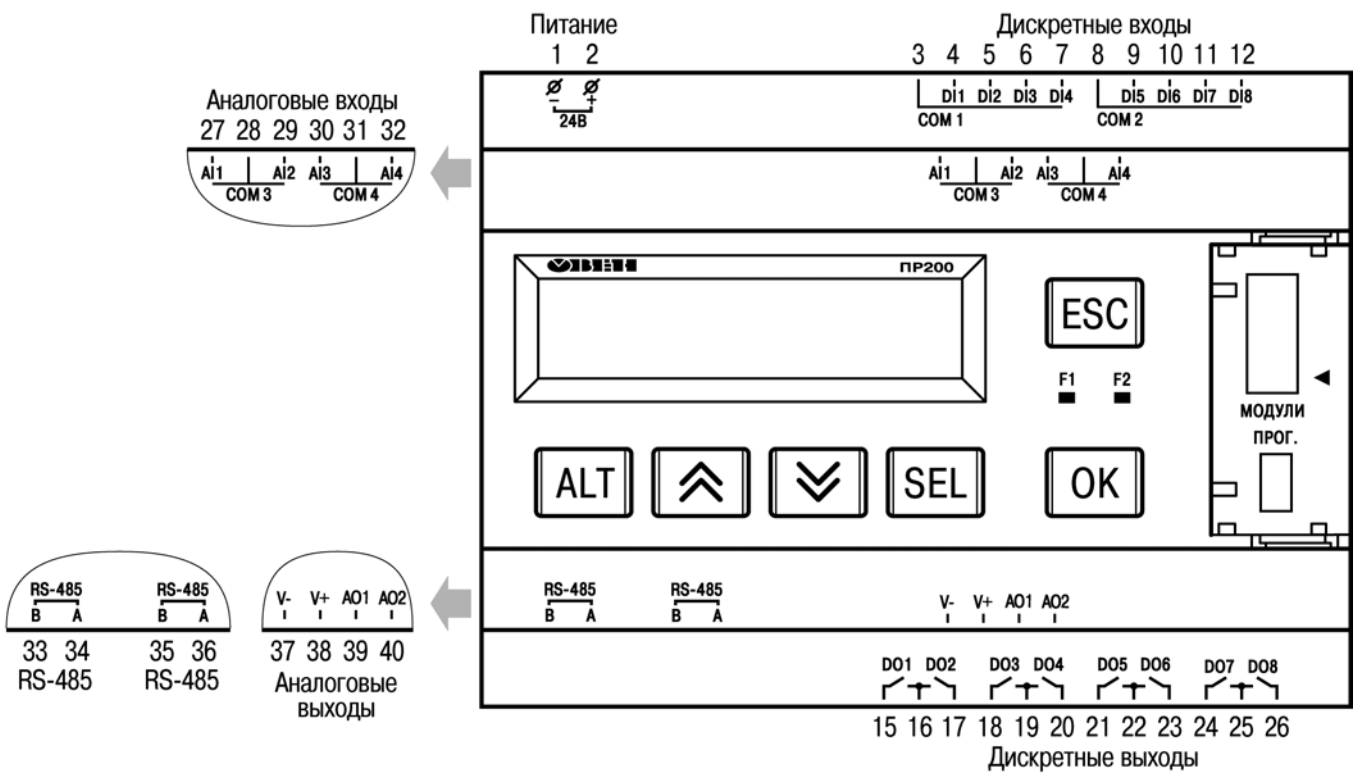 Питание
Дискретные входы
1 2
3 4 5 6 7 8 9 10 11 12
– +
24В
DI1 DI2 DI3 DI4 DI5 DI6 DI7 DI8
COM 1 COM 2
Аналоговые входы
27 28 29 30 31 32
AI1 AI2 AI3 AI4
COM 3 COM 4
AI1 AI2 AI3 AI4
COM 3 COM 4
ОВЕН ПР200
ESC
F1 F2
МОДУЛИ
ПРОГ.
ALT SEL OK
RS-485 RS-485
B A B A
V- V+ AO1 AO2
33 34 35 36
RS-485 RS-485
37 38 39 40
Аналоговые
выходы
RS-485 RS-485
B A B A
V- V+ AO1 AO2
DO1 DO2 DO3 DO4 DO5 DO6 DO7 DO8
15 16 17 18 19 20 21 22 23 24 25 26
Дискретные выходы